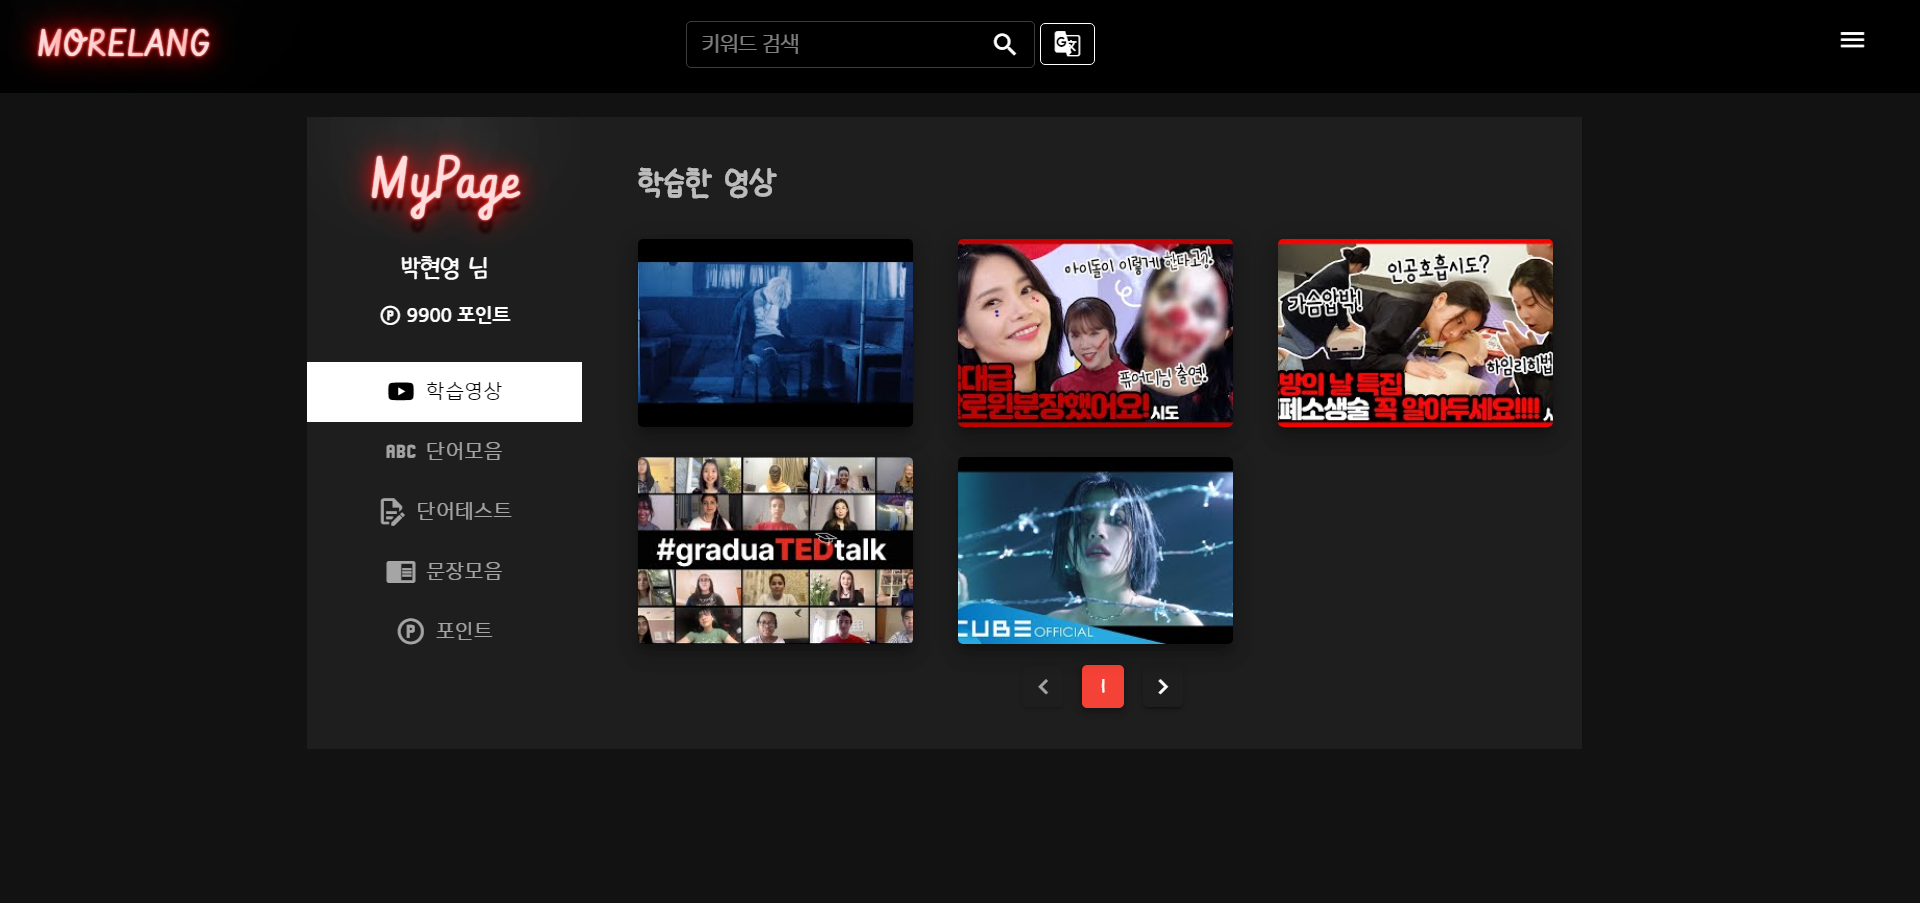 MORELANG
키워드 검색
MyPage
박현영 님
9900 포인트
학습영상
ABC 단어모음
단어테스트
문장모음
포인트
학습한 영상
아이돌이 이렇게 한다고?!
퓨어디님 출연!
대급
로윈분장했어요! 시도
인공호흡시도?
가슴압박!
하임리히법
방의 날 특집
폐소생술 꼭 알아두세요!!!!
#graduaTEDtalk
CUBE OFFICIAL
1